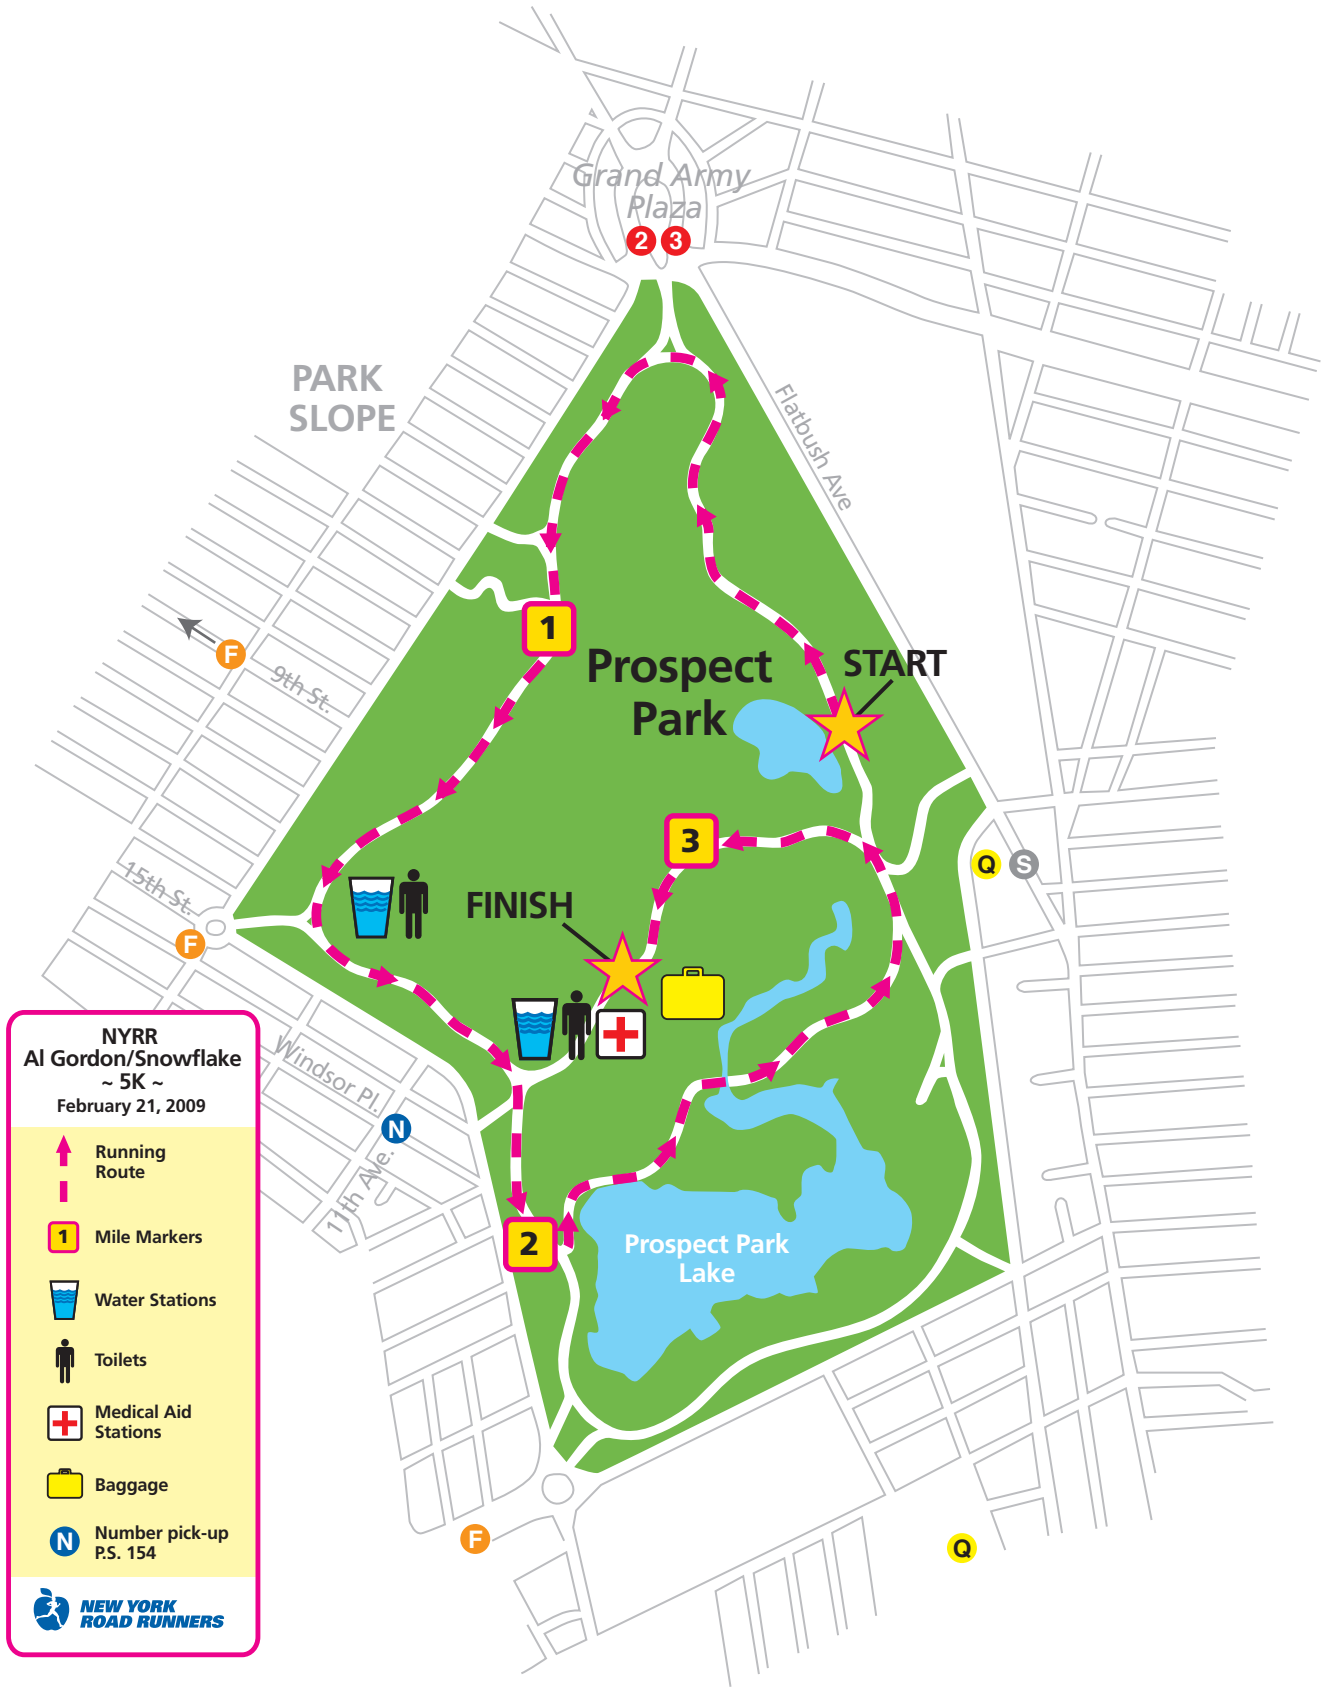 Grand Army
Plaza
2 3
PARK
SLOPE
Flatbush Ave
1
F
9th St.
Prospect
Park
START
3
Q S
15th St.
FINISH
F
Windsor Pl.
N
11th Ave.
2
Prospect Park
Lake
F
Q
NYRR
Al Gordon/Snowflake
~ 5K ~
February 21, 2009
Running
Route
1 Mile Markers
Water Stations
Toilets
Medical Aid
Stations
Baggage
N Number pick-up
P.S. 154
NEW YORK
ROAD RUNNERS